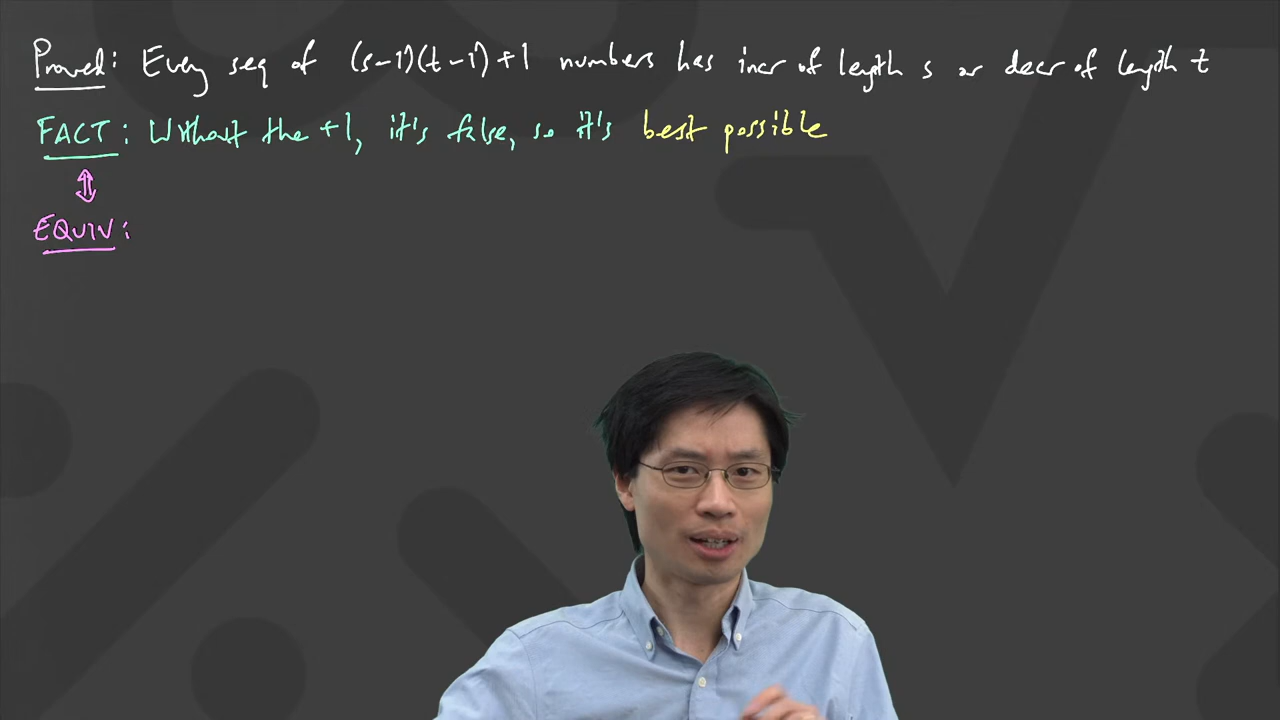 Proved: Every seq of (s-1)(t-1)+1 numbers has incr of length s or decr of length t
FACT: Without the +1, it's false, so it's best possible
⇕
EQUIV: